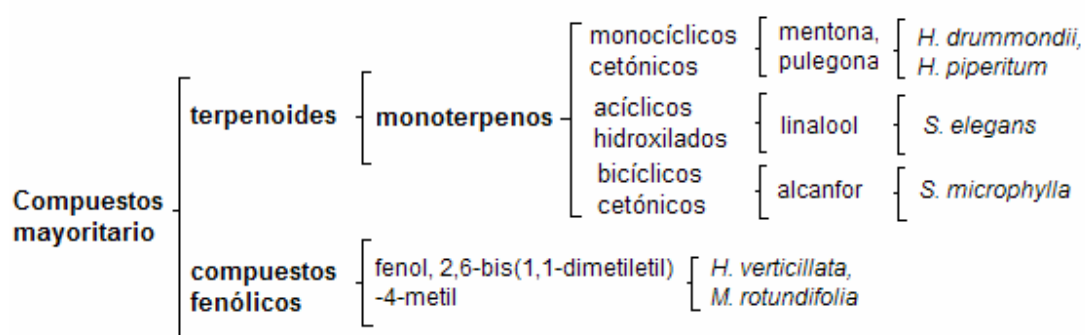 Compuestos
mayoritario
terpenoides
monoterpenos
monocíclicos
cetónicos
mentona,
pulegona
H. drummondii,
H. piperitum
acíclicos
hidroxilados
linalool
S. elegans
bicíclicos
cetónicos
alcanfor
S. microphylla
compuestos
fenólicos
fenol, 2,6-bis(1,1-dimetiletil)
-4-metil
H. verticillata,
M. rotundifolia